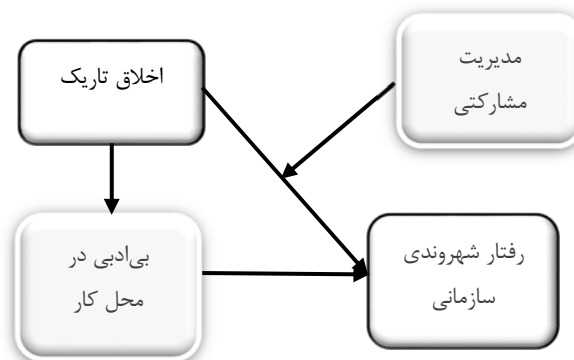 مدیریت
مشارکتی
اخلاق تاریک
رفتار شهروندی
سازمانی
بی‌ادبی در
محل کار